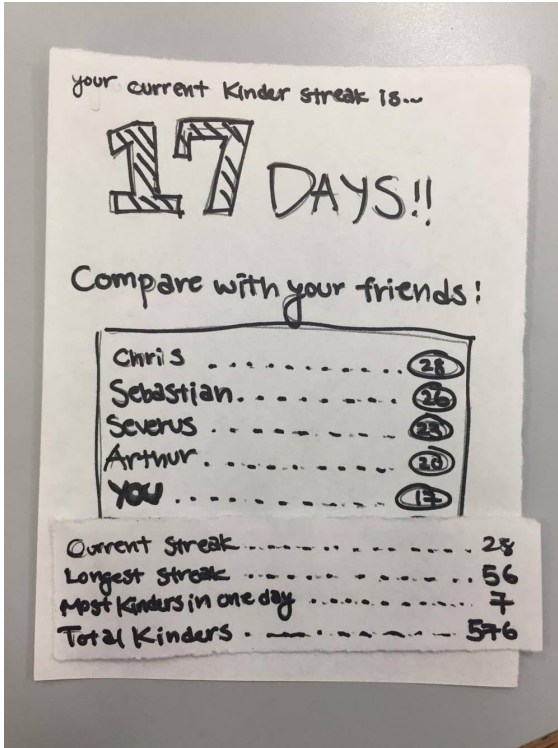 your current Kinder streak is...
17 DAYS!!
Compare with your friends!
Chris ........... 28
Sebastian. ........ 26
Severus ......... 23
Arthur. ........ 20
YOU .......... 17
Current Streak ............ 28
Longest Streak ............ 56
Most Kinders in one day ......... 7
Total Kinders ......... 576